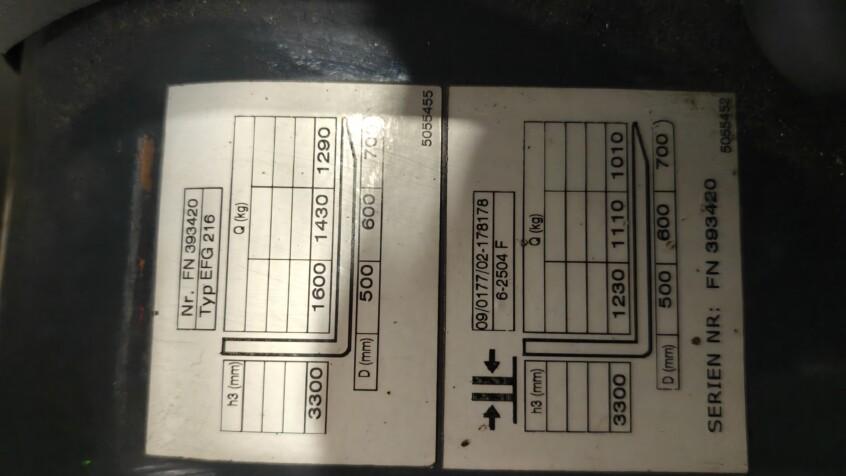 Nr. FN 393420
Typ EFG 216
h3 (mm) Q (kg)
3300 1600 1430 1290
D (mm) 500 600 700
5055455
09/0177/02-178178
6-2504 F
h3 (mm) Q (kg)
3300 1230 1110 1010
D (mm) 500 600 700
SERIEN NR: FN 393420
5055452